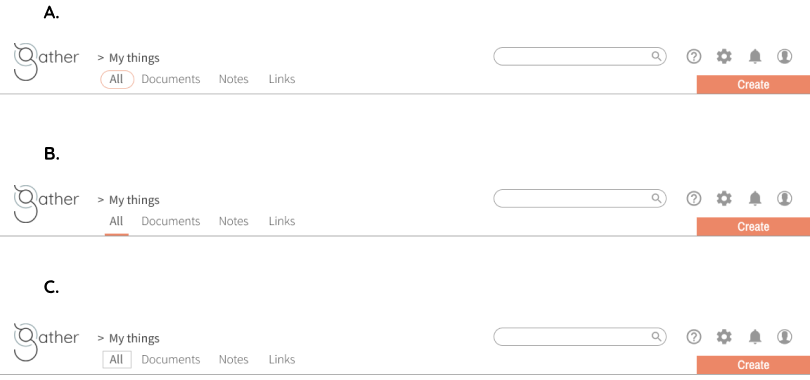 A.
gather > My things
All Documents Notes Links
Create
B.
gather > My things
All Documents Notes Links
Create
C.
gather > My things
All Documents Notes Links
Create